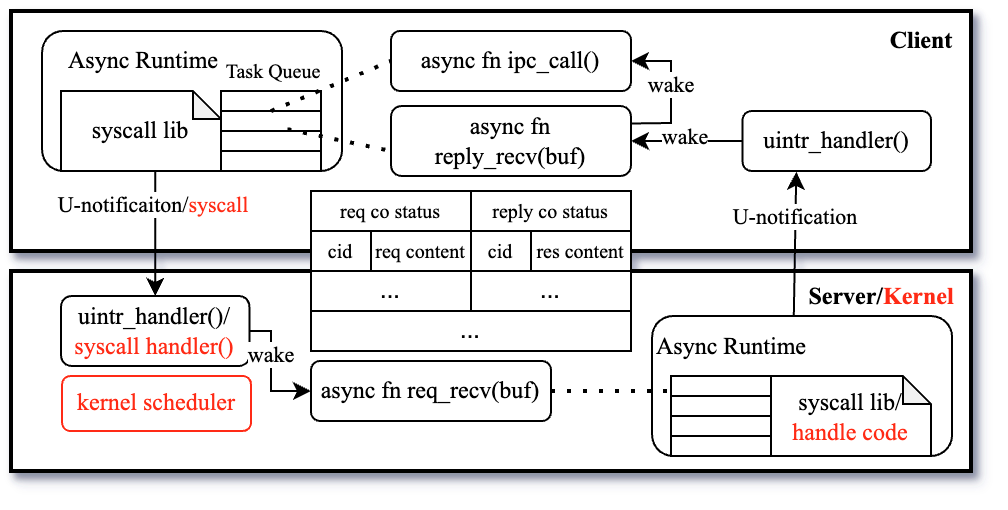 Client
Async Runtime
Task Queue
syscall lib
async fn ipc_call()
wake
async fn
reply_recv(buf)
wake
uintr_handler()
U-notificaiton/syscall
U-notification
req co status
reply co status
cid
req content
cid
res content
...
...
...
Server/Kernel
uintr_handler()/
syscall handler()
wake
kernel scheduler
async fn req_recv(buf)
Async Runtime
syscall lib/
handle code